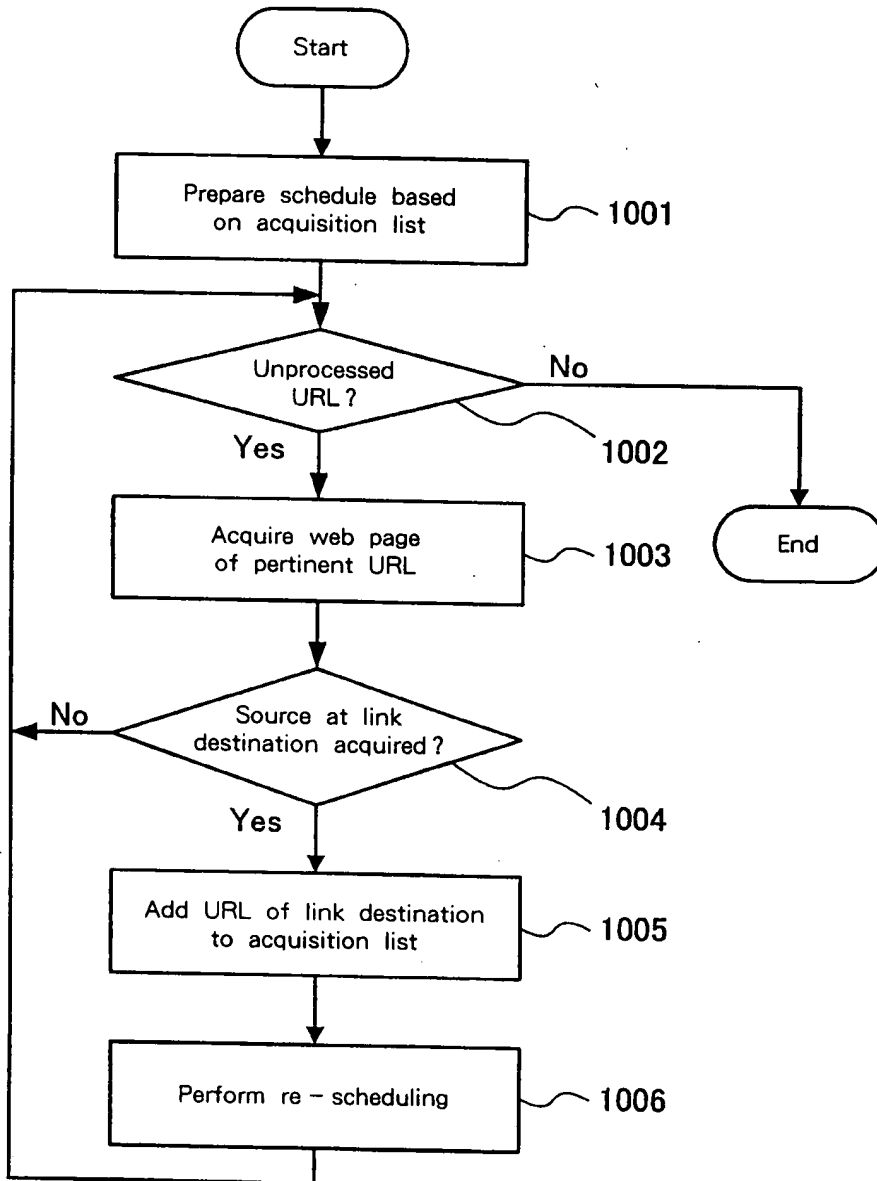 Start
Prepare schedule based
on acquisition list
1001
Unprocessed
URL?
No
1002
Yes
Acquire web page
of pertinent URL
1003
End
No
Source at link
destination acquired?
1004
Yes
Add URL of link destination
to acquisition list
1005
Perform re-scheduling
1006